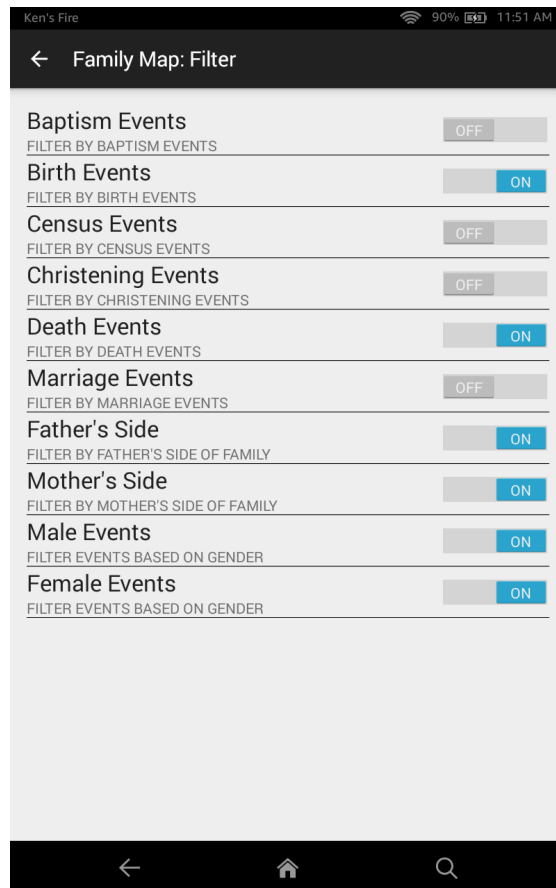 Ken's Fire 90% 11:51 AM
Family Map: Filter
Baptism Events
OFF
FILTER BY BAPTISM EVENTS
Birth Events
ON
FILTER BY BIRTH EVENTS
Census Events
OFF
FILTER BY CENSUS EVENTS
Christening Events
OFF
FILTER BY CHRISTENING EVENTS
Death Events
ON
FILTER BY DEATH EVENTS
Marriage Events
OFF
FILTER BY MARRIAGE EVENTS
Father's Side
ON
FILTER BY FATHER'S SIDE OF FAMILY
Mother's Side
ON
FILTER BY MOTHER'S SIDE OF FAMILY
Male Events
ON
FILTER EVENTS BASED ON GENDER
Female Events
ON
FILTER EVENTS BASED ON GENDER